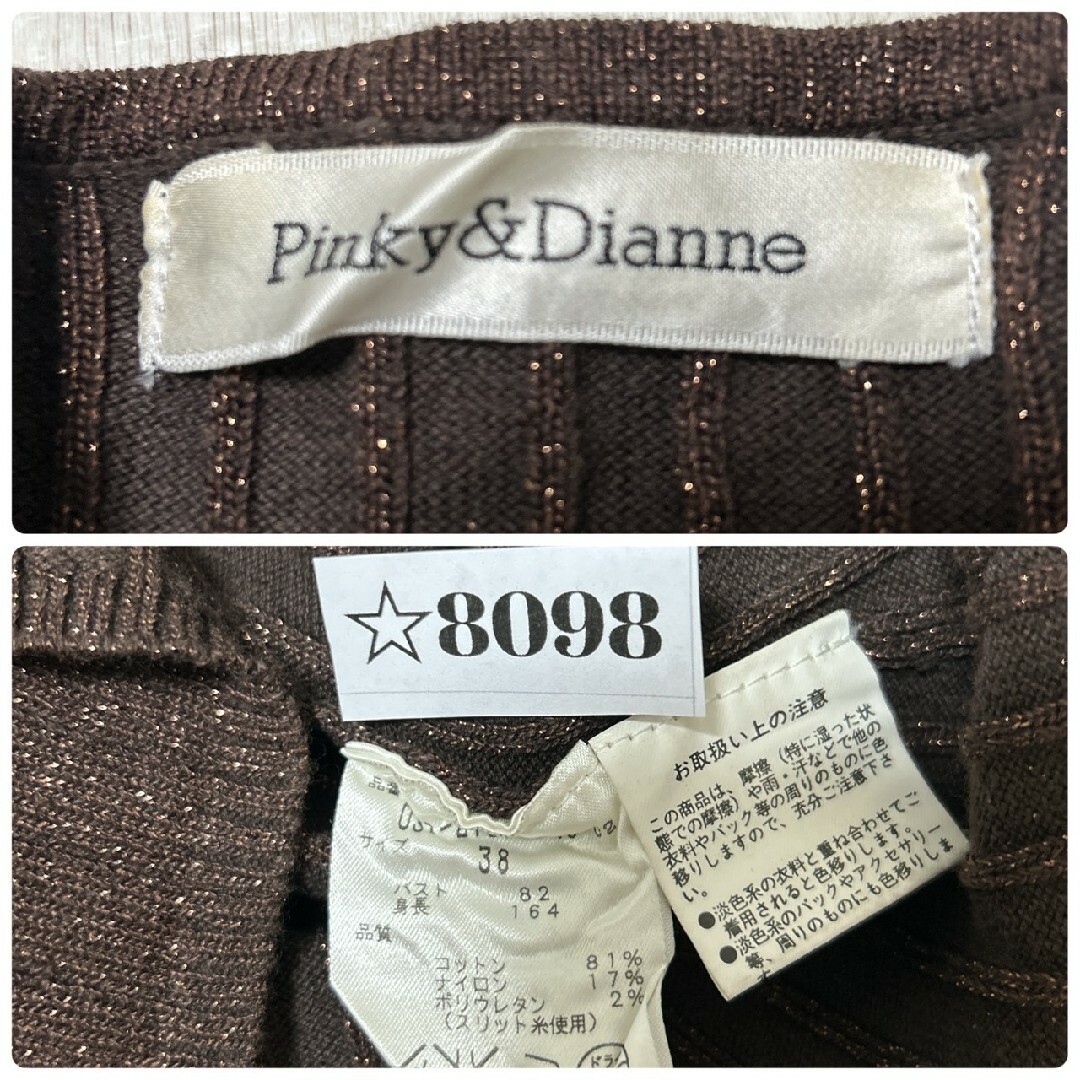 Pinky&Dianne
☆8098
品番
サイズ
38
バスト 82
身長 164
品質
コットン 81%
ナイロン 17%
ポリウレタン 2%
(スリット糸使用)
ドライ
お取扱い上の注意
この商品は、摩擦(特に湿った状
態での摩擦)や雨・汗などで他の
衣料やバック等の周りのものに色
移りしますので、充分ご注意下さ
い。
●淡色系の衣料と重ね合わせてご
着用されると色移りします。
●淡色系のバックやアクセサリー
等、周りのものにも色移りしま
す